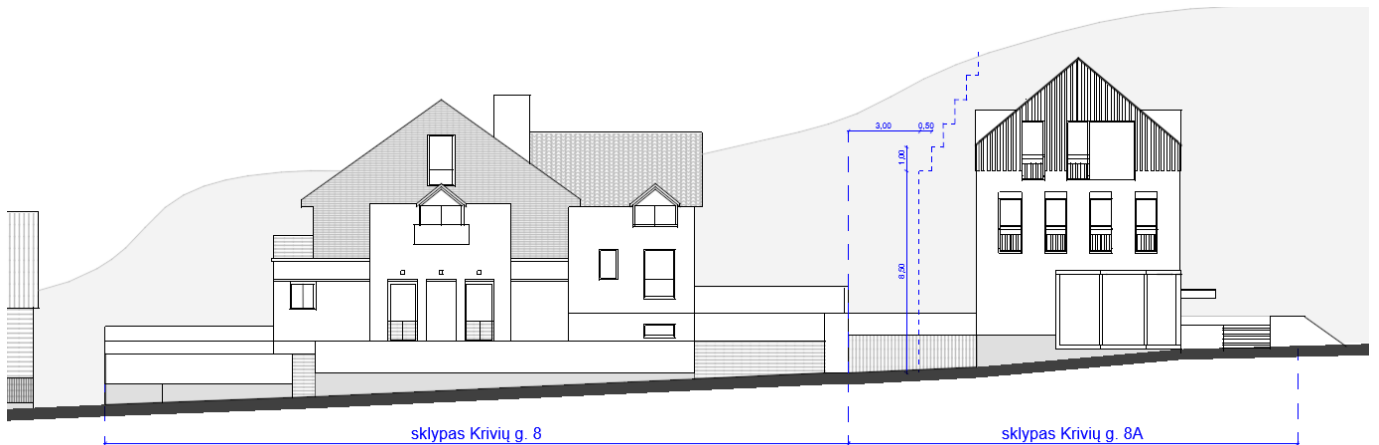 3,00
0,50
1,00
8,50
sklypas Krivių g. 8
sklypas Krivių g. 8A